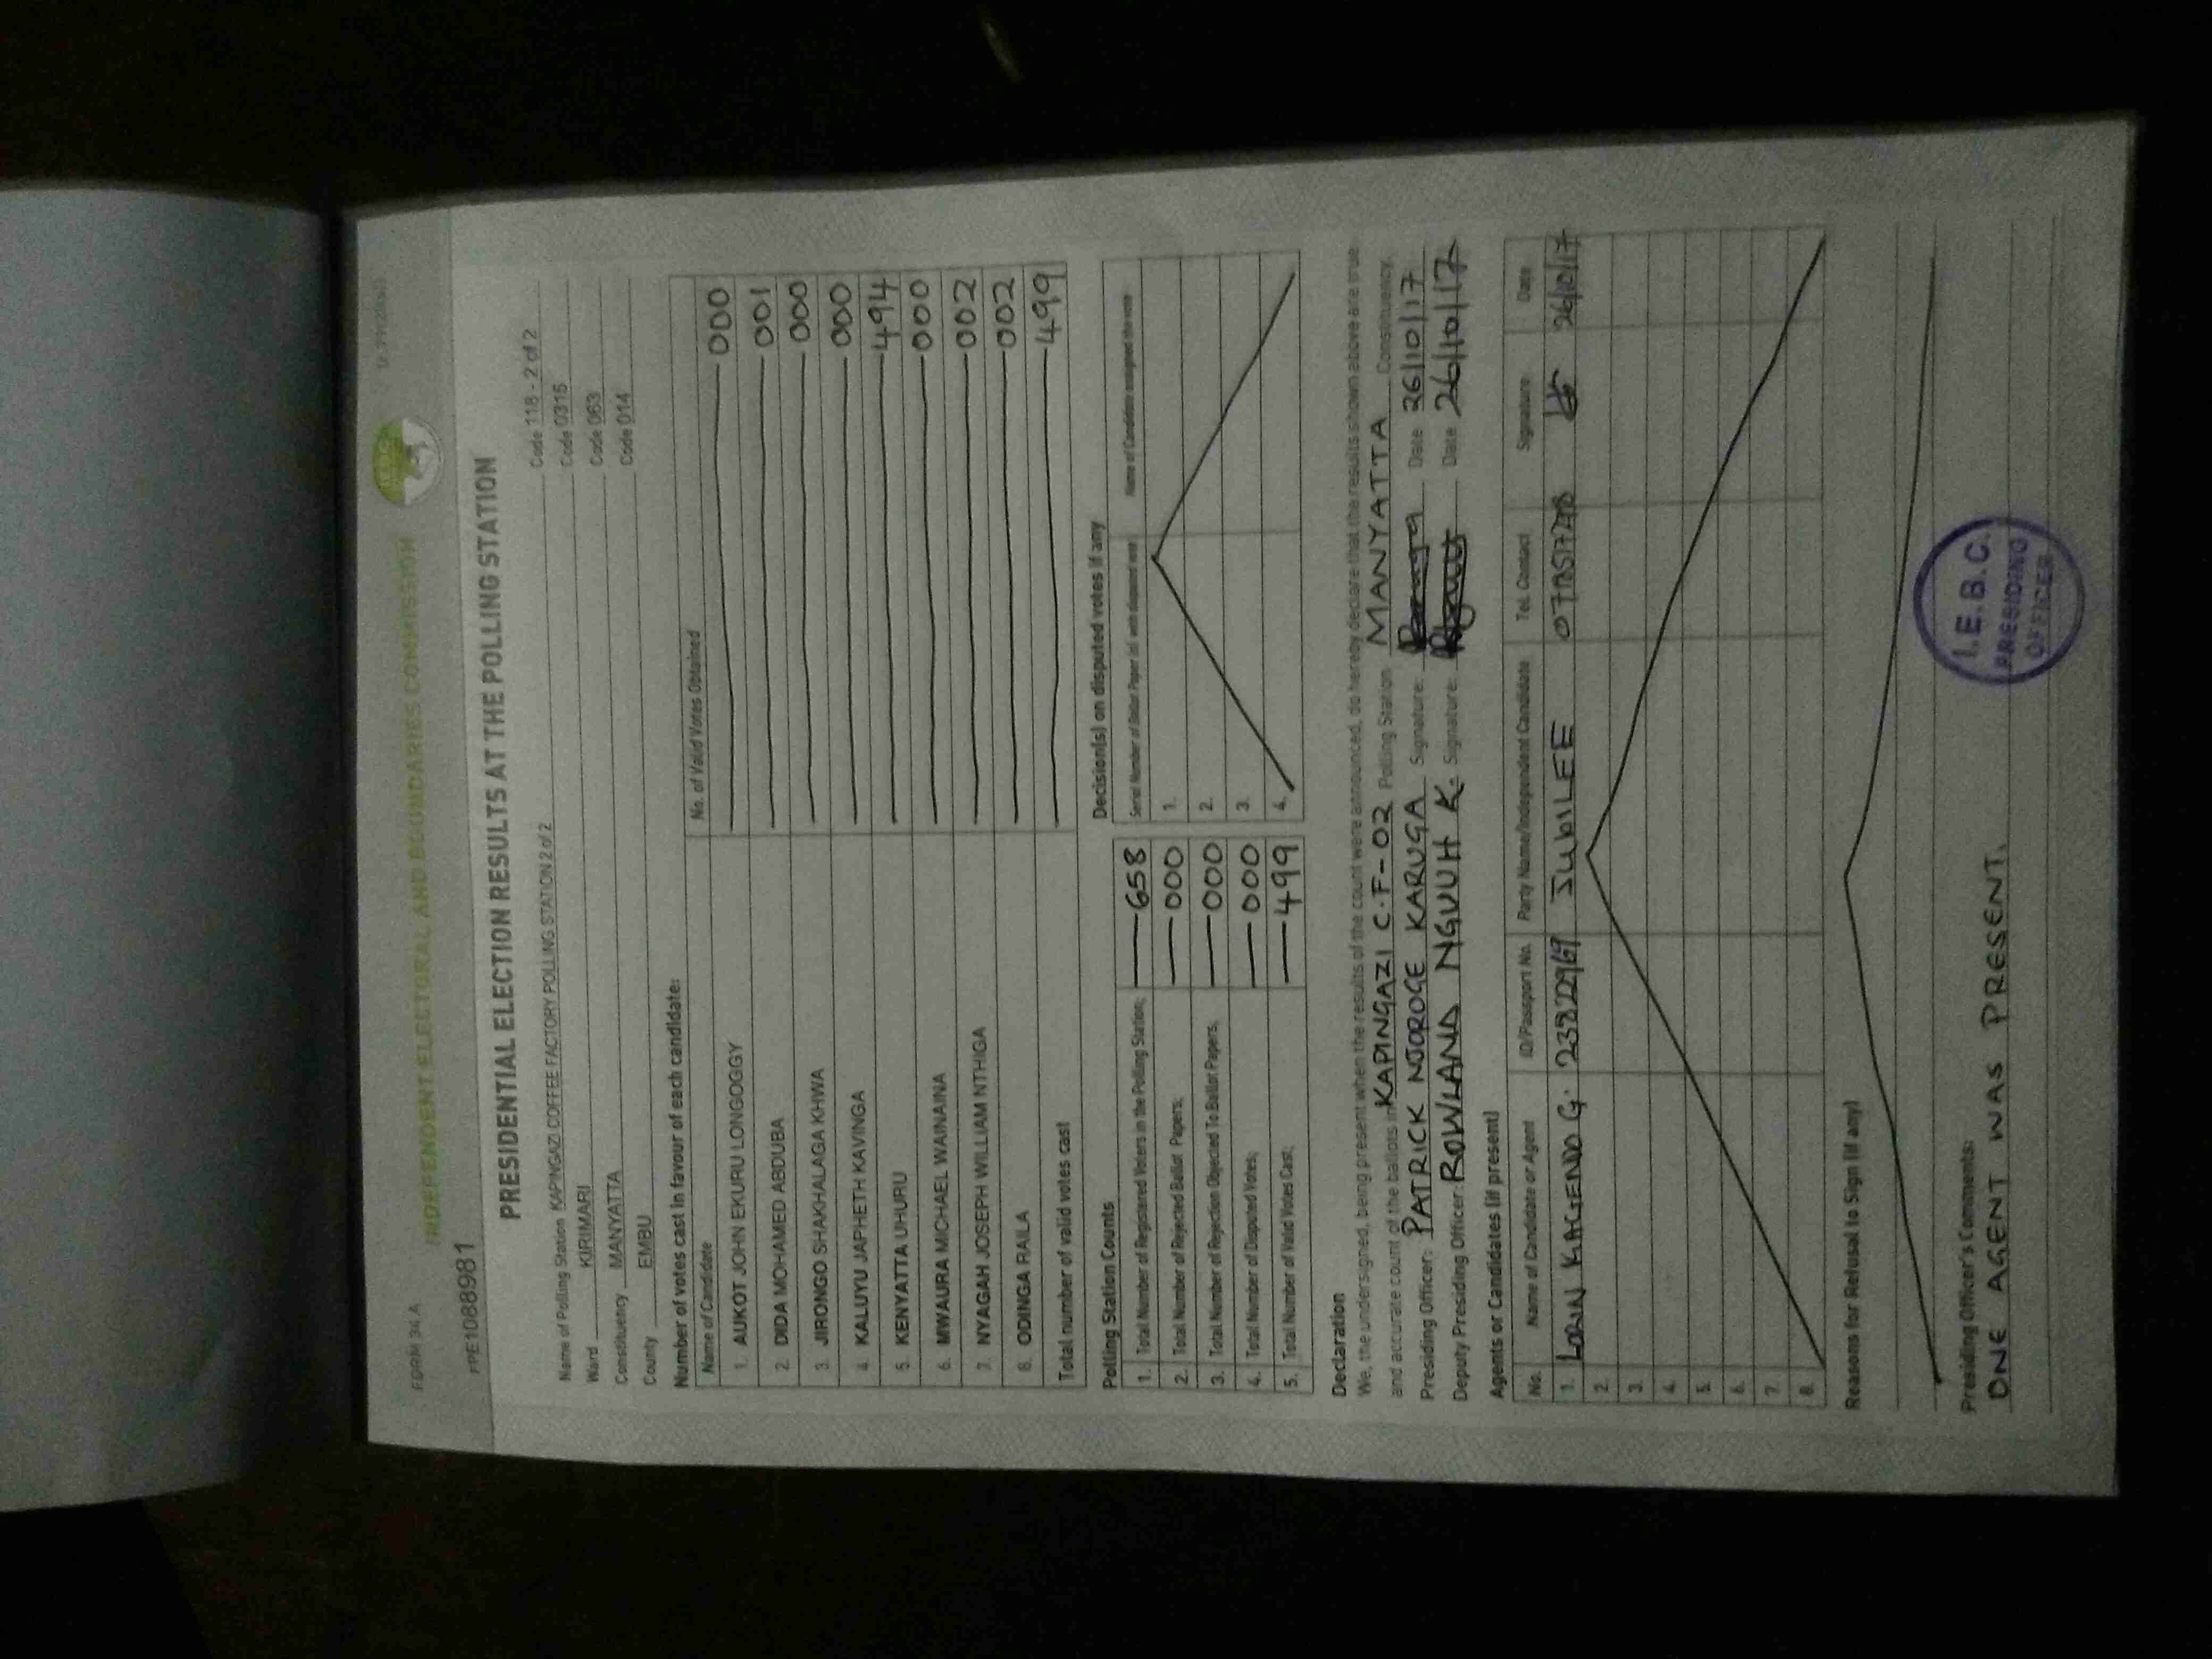 FORM 34 A
INDEPENDENT ELECTORAL AND BOUNDARIES COMMISSION
FPE1088981
PRESIDENTIAL ELECTION RESULTS AT THE POLLING STATION
Name of Polling Station KAPINGAZI COFFEE FACTORY POLLING STATION 2 of 2 Code 118 - 2 of 2
Ward KIRIMARI Code 0315
Constituency MANYATTA Code 063
County EMBU Code 014
Number of votes cast in favour of each candidate:
Name of Candidate No. of Valid Votes Obtained
1. AUKOT JOHN EKURU LONGOGGY 000
2. DIDA MOHAMED ABDUBA 001
3. JIRONGO SHAKHALAGA KHWA 000
4. KALUYU JAPHETH KAVINGA 000
5. KENYATTA UHURU 494
6. MWAURA MICHAEL WAINAINA 000
7. NYAGAH JOSEPH WILLIAM NTHIGA 002
8. ODINGA RAILA 002
Total number of valid votes cast 499
Polling Station Counts
1. Total Number of Registered Voters in the Polling Station; 658
2. Total Number of Rejected Ballot Papers; 000
3. Total Number of Rejection Objected To Ballot Papers; 000
4. Total Number of Disputed Votes; 000
5. Total Number of Valid Votes Cast; 499
Decision(s) on disputed votes if any
Serial Number of Ballot Paper (s) with disputed vote Name of Candidate assigned the vote
1.
2.
3.
4.
Declaration
We, the undersigned, being present when the results of the count were announced, do hereby declare that the results shown above are true
and accurate count of the ballots in KAPINGAZI C.F-02 Polling Station MANYATTA Constituency.
Presiding Officer: PATRICK NJOROGE KARUGA Signature: Date 26/10/17
Deputy Presiding Officer: ROWLAND NGUUH K. Signature: Date 26/10/17
Agents or Candidates (if present)
No. Name of Candidate or Agent ID/Passport No. Party Name/Independent Candidate Tel. Contact Signature Date
1. KAGENDO G. JUBILEE 26/10/17
2.
3.
4.
5.
6.
7.
8.
Reasons for Refusal to Sign (if any)
Presiding Officer's Comments:
ONE AGENT WAS PRESENT.
I.E.B.C.
PRESIDING
OFFICER